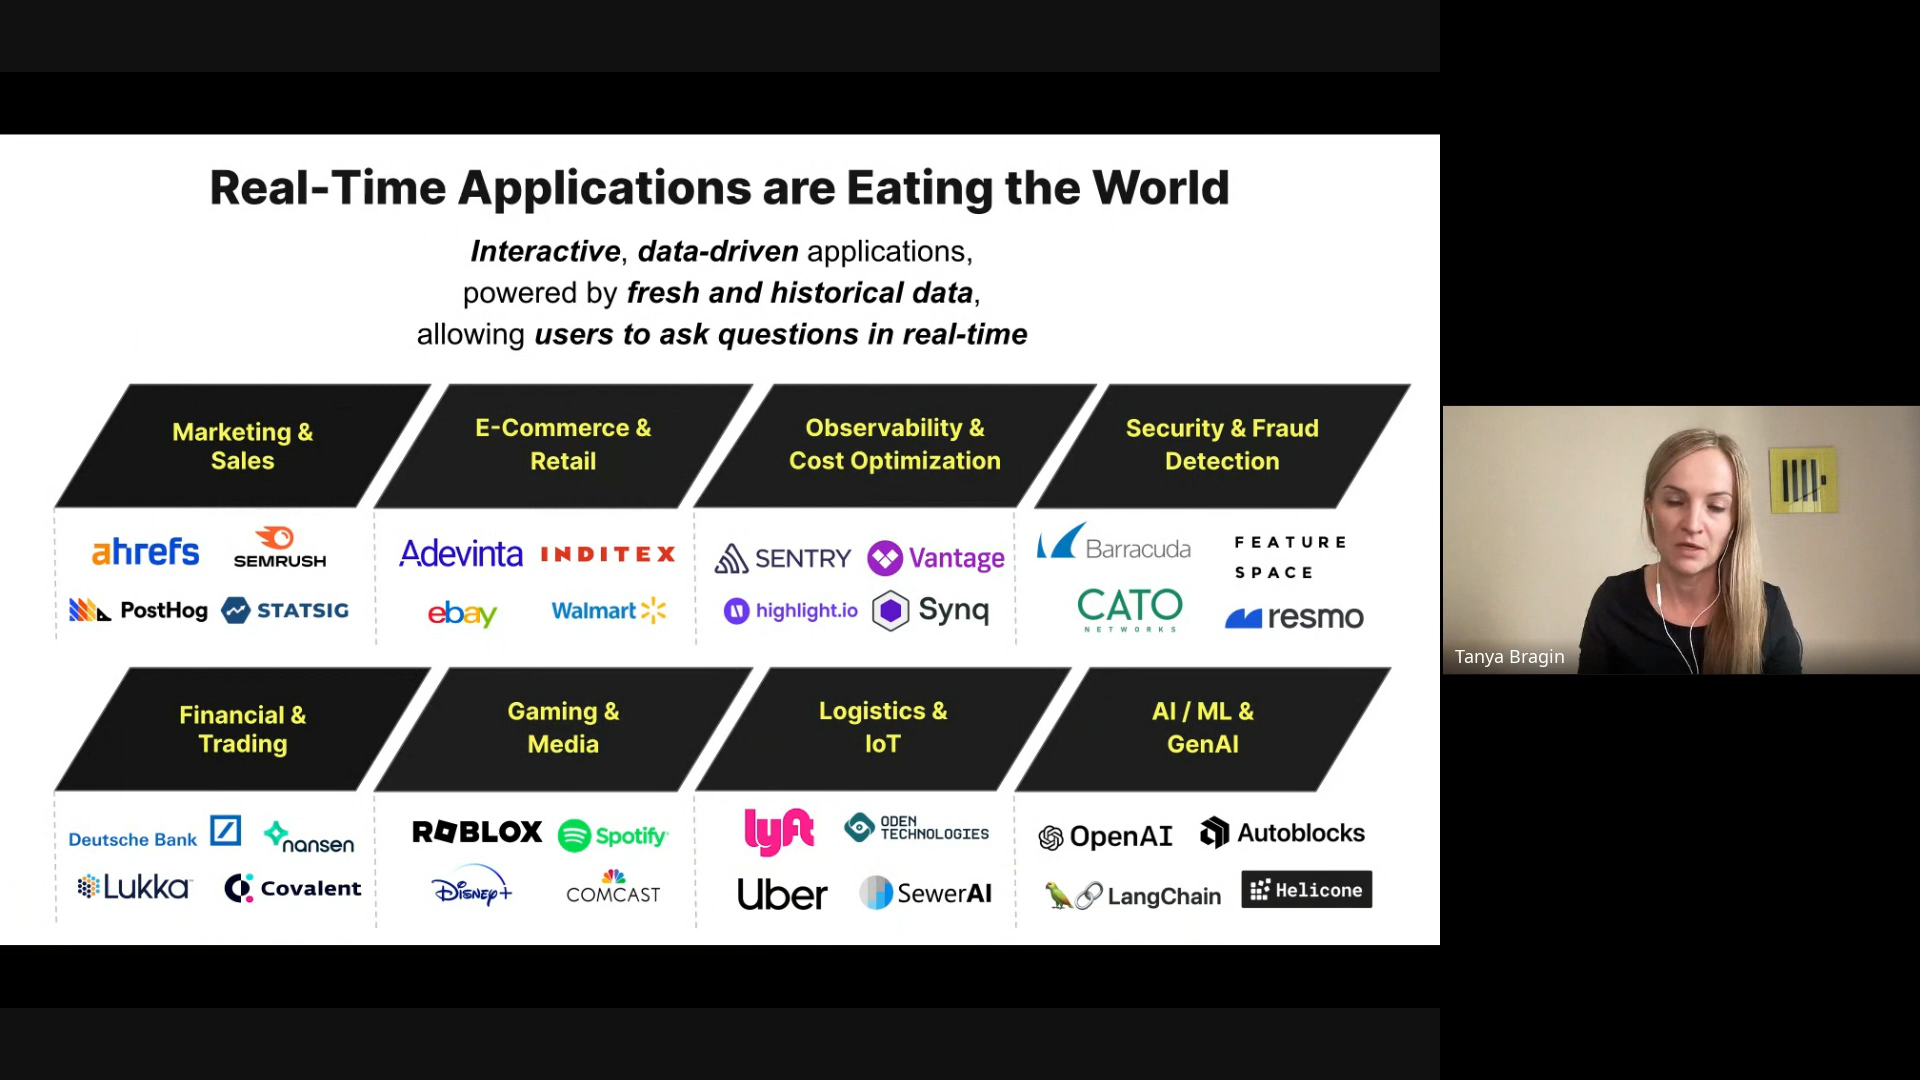 Real-Time Applications are Eating the World
Interactive, data-driven applications,
powered by fresh and historical data,
allowing users to ask questions in real-time
Marketing &
Sales
E-Commerce &
Retail
Observability &
Cost Optimization
Security & Fraud
Detection
ahrefs
SEMRUSH
PostHog
STATSIG
Adevinta
INDITEX
ebay
Walmart
SENTRY
Vantage
highlight.io
Synq
Barracuda
FEATURE
SPACE
CATO
NETWORKS
resmo
Tanya Bragin
Financial &
Trading
Gaming &
Media
Logistics &
IoT
AI / ML &
GenAI
Deutsche Bank
nansen
Lukka
Covalent
ROBLOX
Spotify
Disney+
COMCAST
lyft
ODEN
TECHNOLOGIES
Uber
SewerAI
OpenAI
Autoblocks
LangChain
Helicone